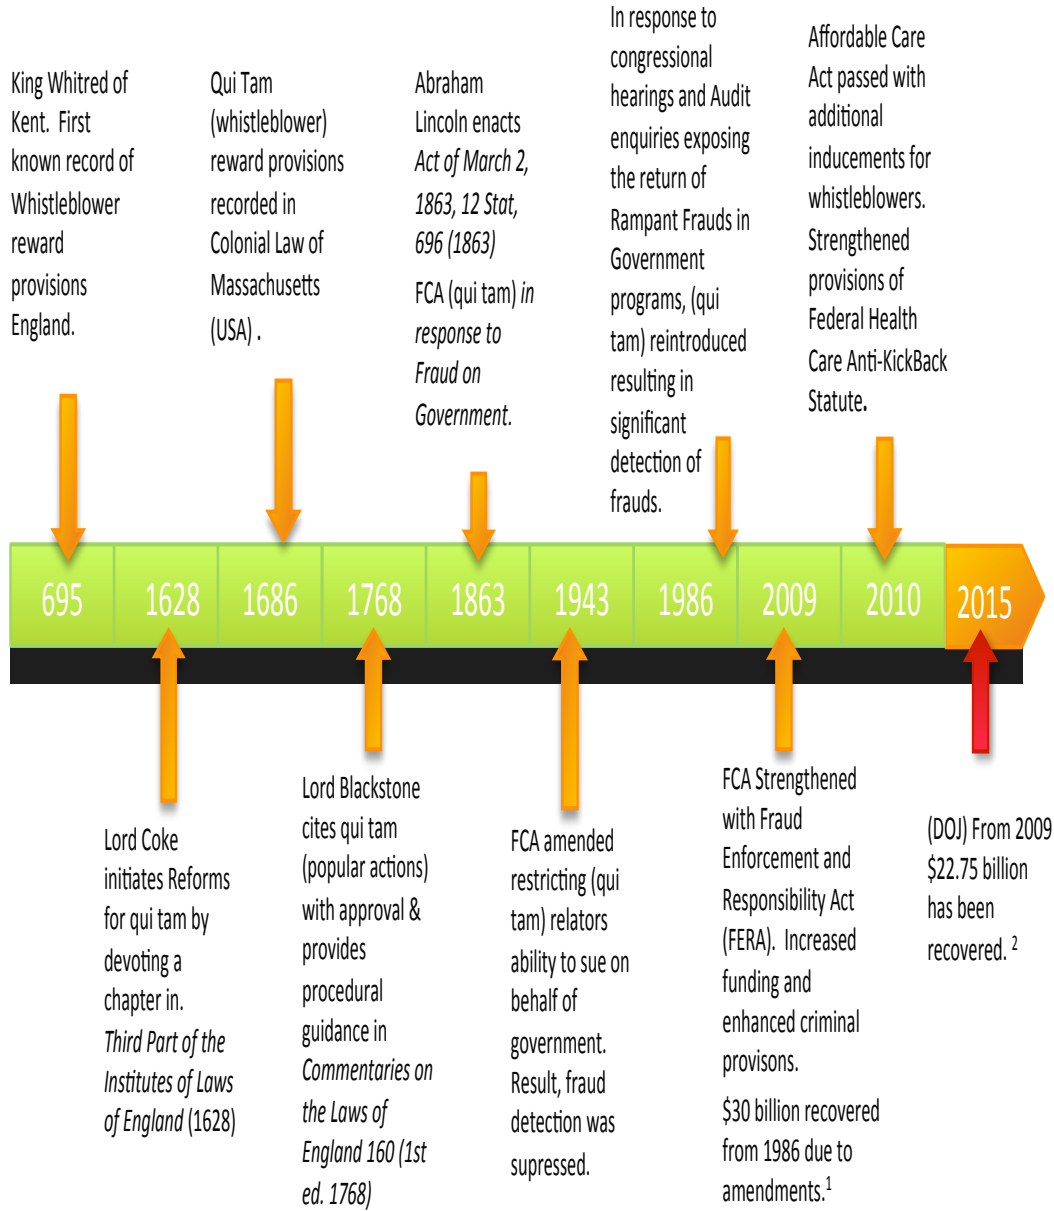 King Whitred of
Kent.  First
known record of
Whistleblower
reward
provisions
England.
Qui Tam
(whistleblower)
reward provisions
recorded in
Colonial Law of
Massachusetts
(USA) .
Abraham
Lincoln enacts
Act of March 2,
1863, 12 Stat,
696 (1863)
FCA (qui tam) in
response to
Fraud on
Government.
In response to
congressional
hearings and Audit
enquiries exposing
the return of
Rampant Frauds in
Government
programs, (qui
tam) reintroduced
resulting in
significant
detection of
frauds.
Affordable Care
Act passed with
additional
inducements for
whistleblowers.
Strengthened
provisions of
Federal Health
Care Anti-KickBack
Statute.
695 1628 1686 1768 1863 1943 1986 2009 2010 2015
Lord Coke
initiates Reforms
for qui tam by
devoting a
chapter in.
Third Part of the
Institutes of Laws
of England (1628)
Lord Blackstone
cites qui tam
(popular actions)
with approval &
provides
procedural
guidance in
Commentaries on
the Laws of
England 160 (1st
ed. 1768)
FCA amended
restricting (qui
tam) relators
ability to sue on
behalf of
government.
Result, fraud
detection was
supressed.
FCA Strengthened
with Fraud
Enforcement and
Responsibility Act
(FERA).  Increased
funding and
enhanced criminal
provisons.
$30 billion recovered
from 1986 due to
amendments.1
(DOJ) From 2009
$22.75 billion
has been
recovered. 2